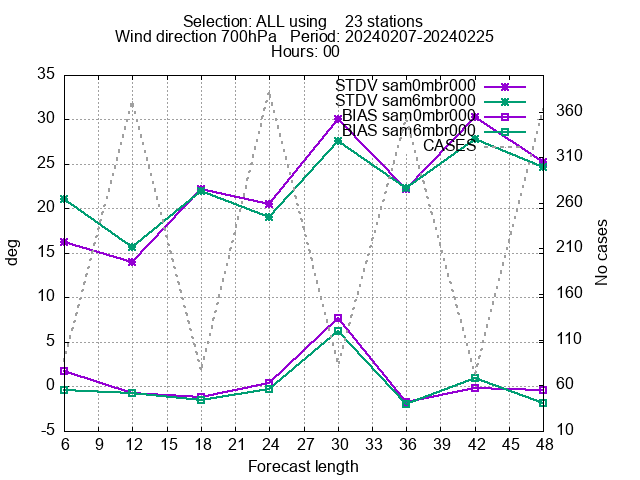 Selection: ALL using 23 stations
Wind direction 700hPa Period: 20240207-20240225
Hours: 00
STDV sam0mbr000
STDV sam6mbr000
BIAS sam0mbr000
BIAS sam6mbr000
CASES
35
30
25
20
15
10
5
0
-5
deg
360
310
260
210
160
110
60
10
No cases
6 9 12 15 18 21 24 27 30 33 36 39 42 45 48
Forecast length